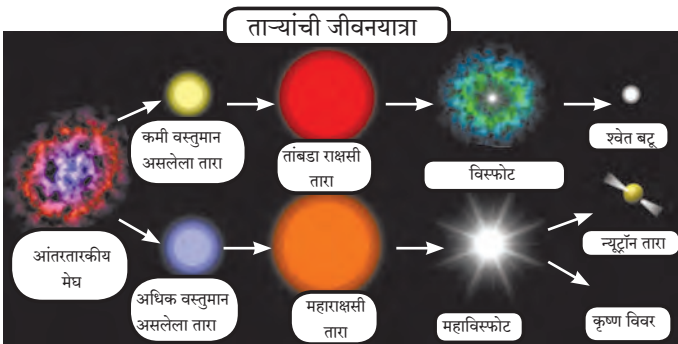 ताऱ्यांची जीवनयात्रा
कमी वस्तुमान
असलेला तारा
तांबडा राक्षसी
तारा
विस्फोट
श्वेत बटू
आंतरतारकीय
मेघ
अधिक वस्तुमान
असलेला तारा
महाराक्षसी
तारा
महाविस्फोट
न्यूट्रॉन तारा
कृष्ण विवर